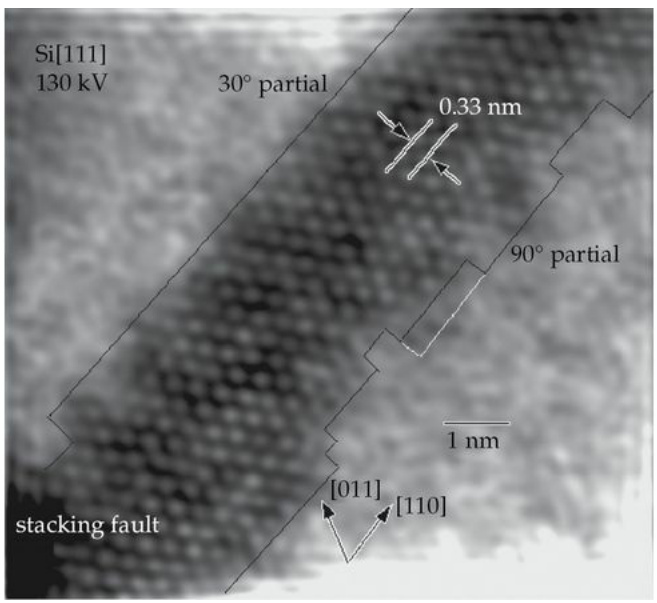 Si[111]
130 kV
30° partial
0.33 nm
90° partial
1 nm
[011]
[110]
stacking fault